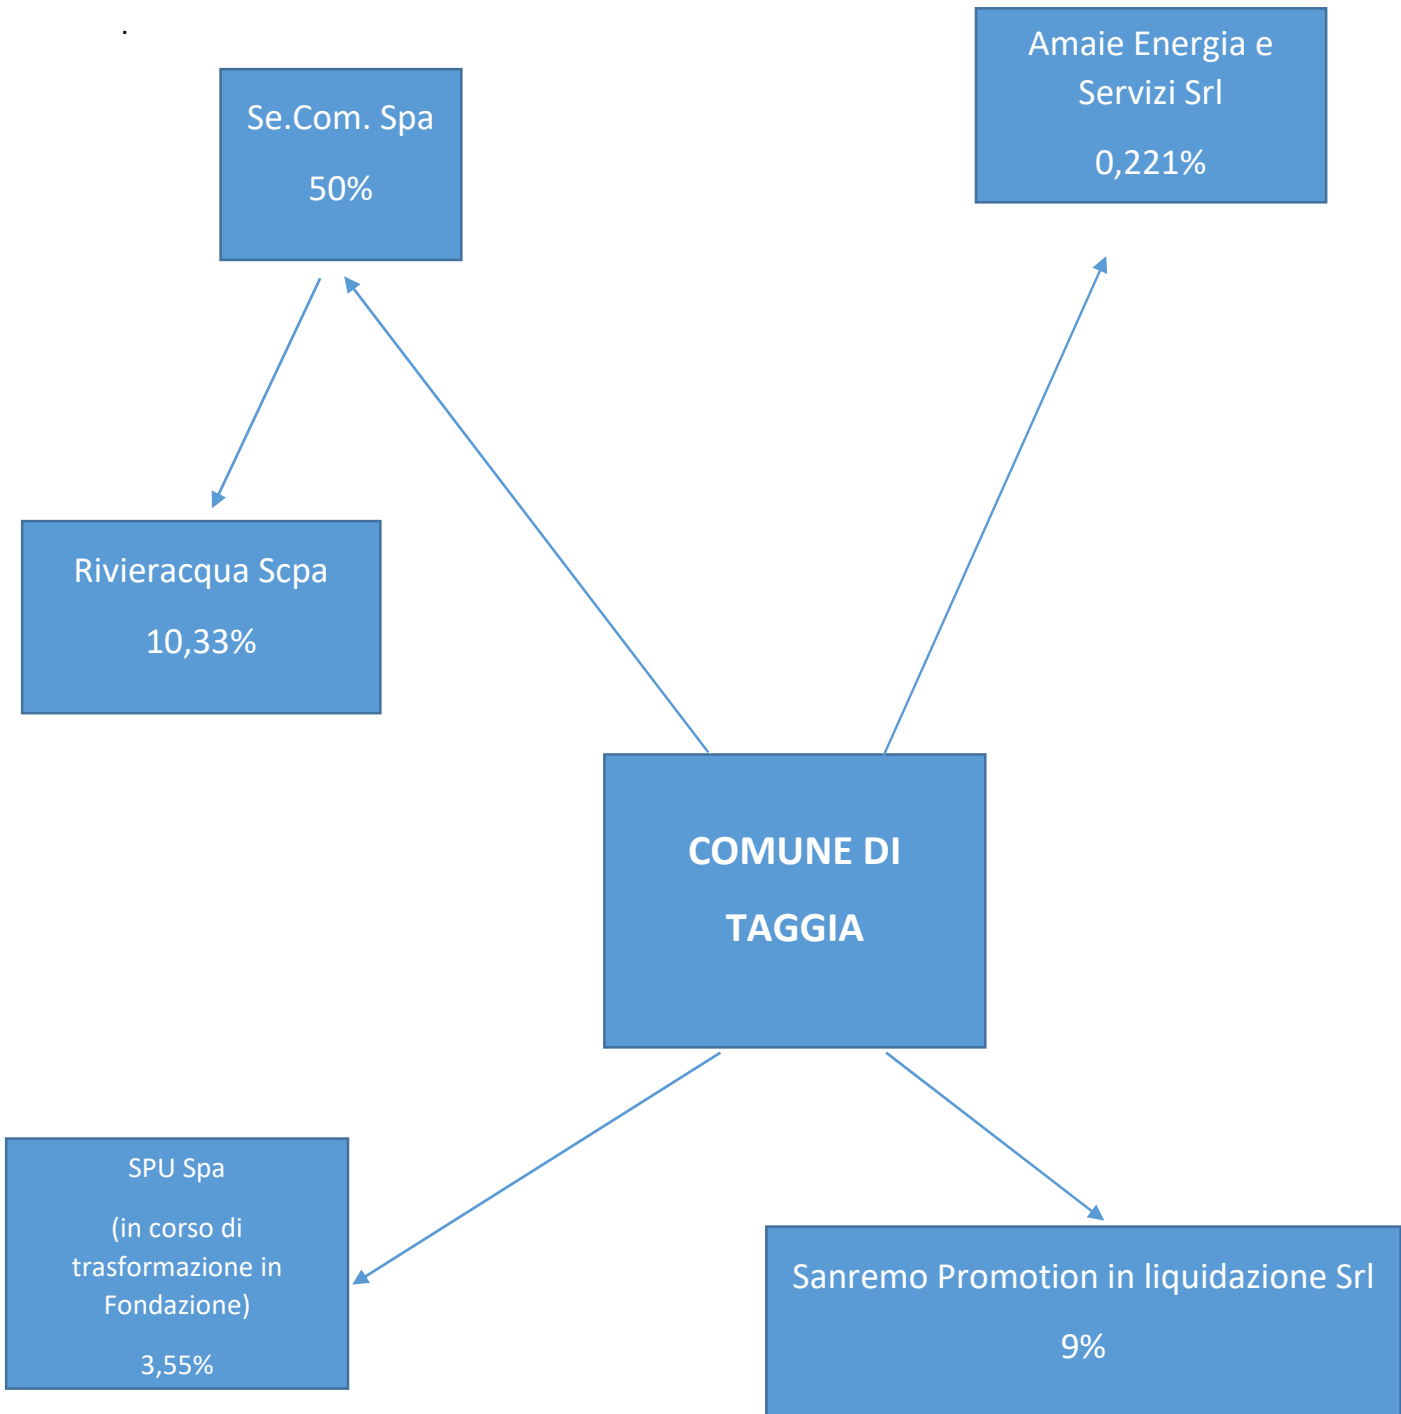 .
Se.Com. Spa
50%
Amaie Energia e
Servizi Srl
0,221%
Rivieracqua Scpa
10,33%
COMUNE DI
TAGGIA
SPU Spa
(in corso di
trasformazione in
Fondazione)
3,55%
Sanremo Promotion in liquidazione Srl
9%